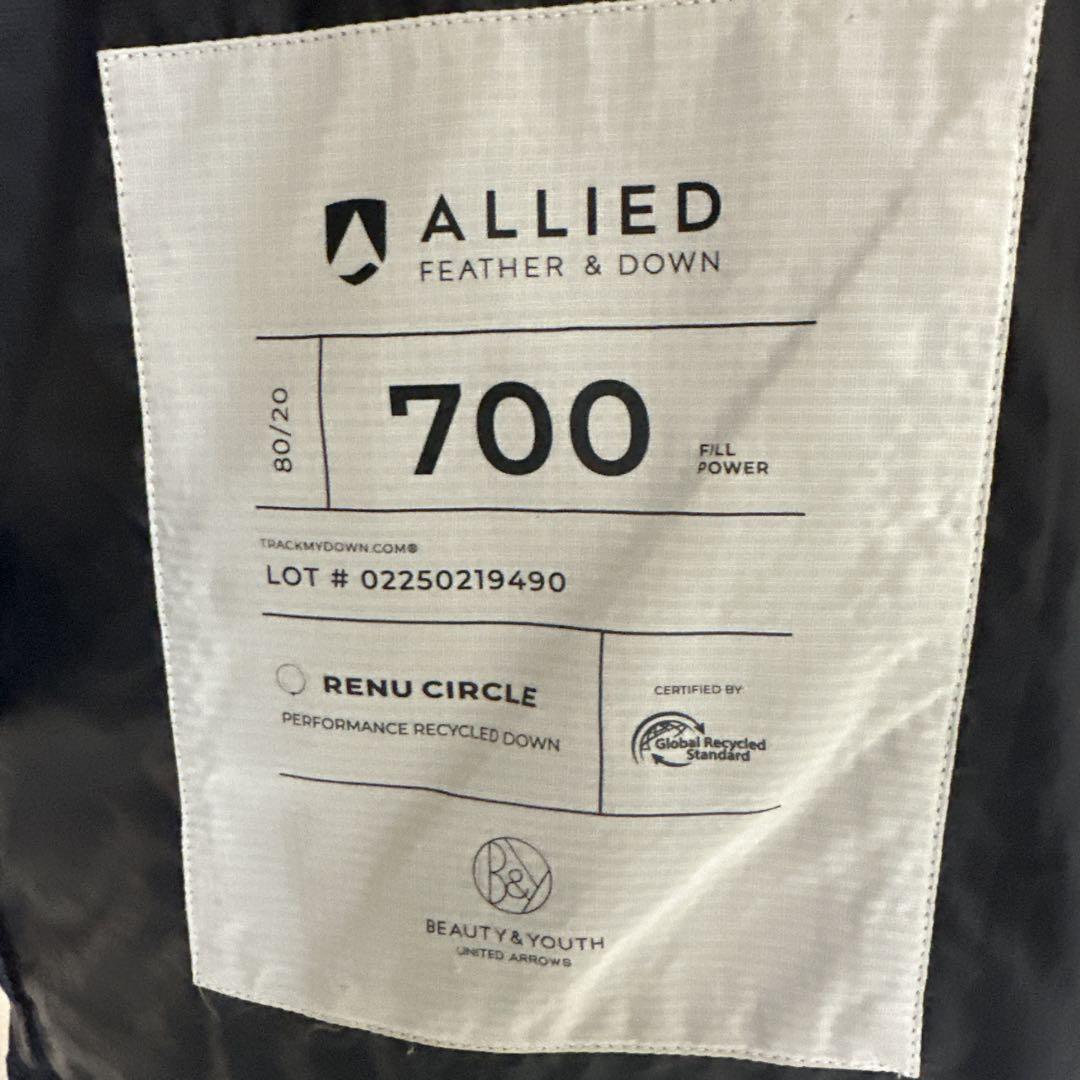 ALLIED
FEATHER & DOWN
80/20
700
FILL
POWER
TRACKMYDOWN.COM®
LOT # 02250219490
RENU CIRCLE
PERFORMANCE RECYCLED DOWN
CERTIFIED BY:
Global Recycled
Standard
B&Y
BEAUTY&YOUTH
UNITED ARROWS